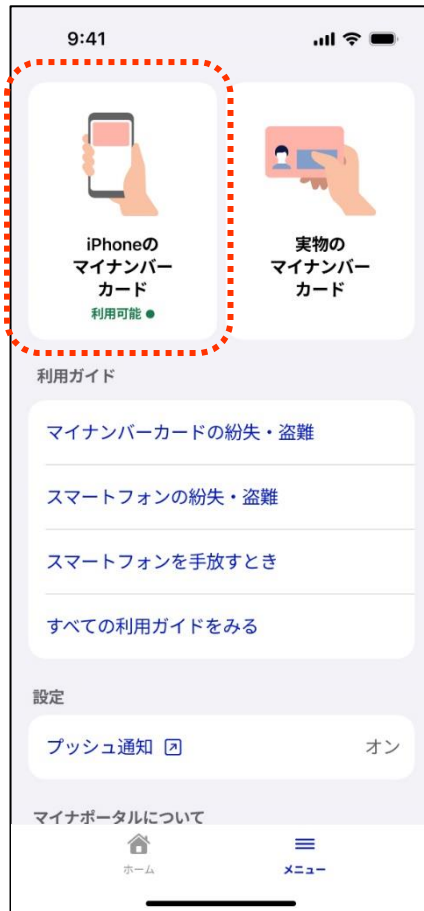 9:41
iPhoneの
マイナンバー
カード
利用可能
実物の
マイナンバー
カード
利用ガイド
マイナンバーカードの紛失・盗難
スマートフォンの紛失・盗難
スマートフォンを手放すとき
すべての利用ガイドをみる
設定
プッシュ通知 オン
マイナポータルについて
ホーム
メニュー